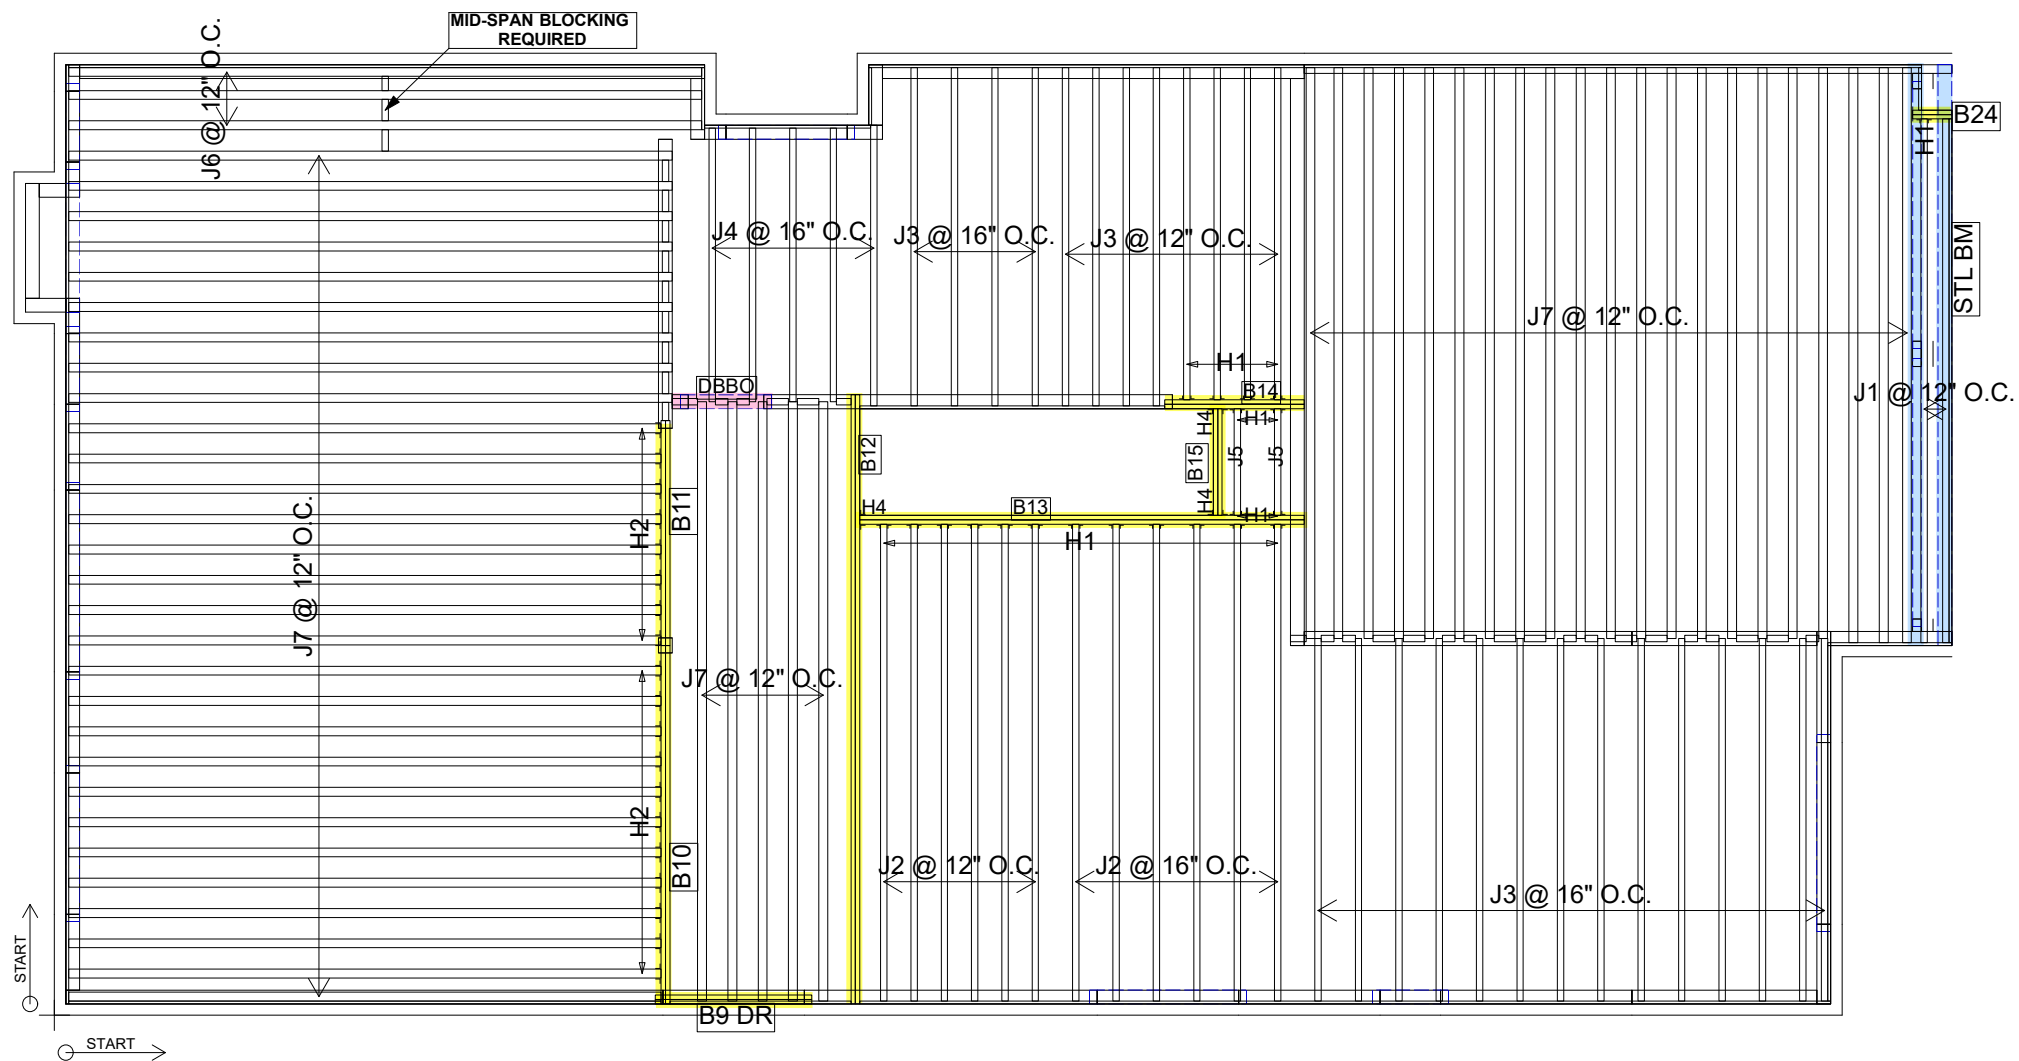 MID-SPAN BLOCKING
REQUIRED
J6 @ 12" O.C.
B24
H1
STL BM
J4 @ 16" O.C.
J3 @ 16" O.C.
J3 @ 12" O.C.
J7 @ 12" O.C.
H1
DBBO
B14
J1 @ 12" O.C.
H1
H4
B12
B15
J5
J5
H4
H4
B13
H1
H1
B11
H2
J7 @ 12" O.C.
J7 @ 12" O.C.
H2
B10
J2 @ 12" O.C.
J2 @ 16" O.C.
J3 @ 16" O.C.
START
B9 DR
START